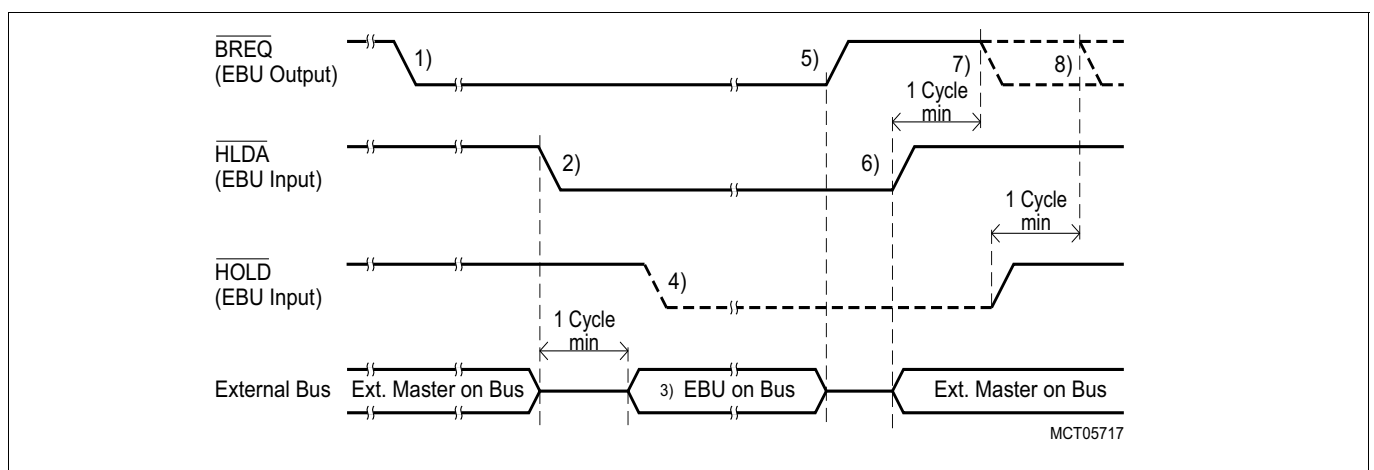 BREQ
(EBU Output)
1)
5)
7)
8)
1 Cycle
min
HLDA
(EBU Input)
2)
6)
1 Cycle
min
HOLD
(EBU Input)
4)
1 Cycle
min
External Bus
Ext. Master on Bus
3) EBU on Bus
Ext. Master on Bus
MCT05717